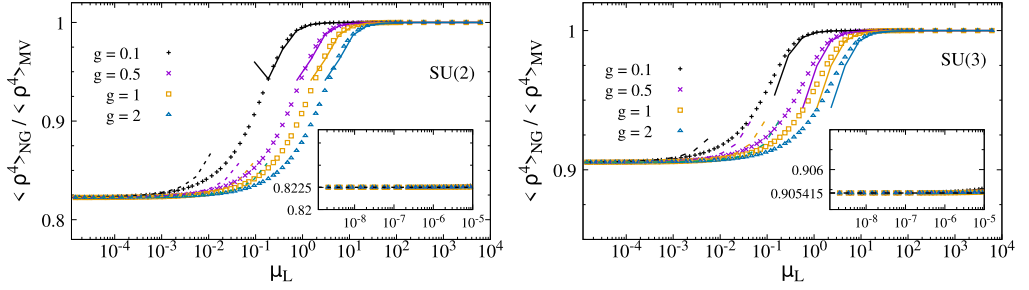 < ρ⁴>NG / < ρ⁴>MV
1
0.9
0.8
g = 0.1
g = 0.5
g = 1
g = 2
SU(2)
0.8225
0.82
10⁻⁸ 10⁻⁷ 10⁻⁶ 10⁻⁵
10⁻⁴ 10⁻³ 10⁻² 10⁻¹ 10⁰ 10¹ 10² 10³ 10⁴
μL
< ρ⁴>NG / < ρ⁴>MV
1
0.9
g = 0.1
g = 0.5
g = 1
g = 2
SU(3)
0.906
0.905415
10⁻⁸ 10⁻⁷ 10⁻⁶ 10⁻⁵
10⁻⁴ 10⁻³ 10⁻² 10⁻¹ 10⁰ 10¹ 10² 10³ 10⁴
μL